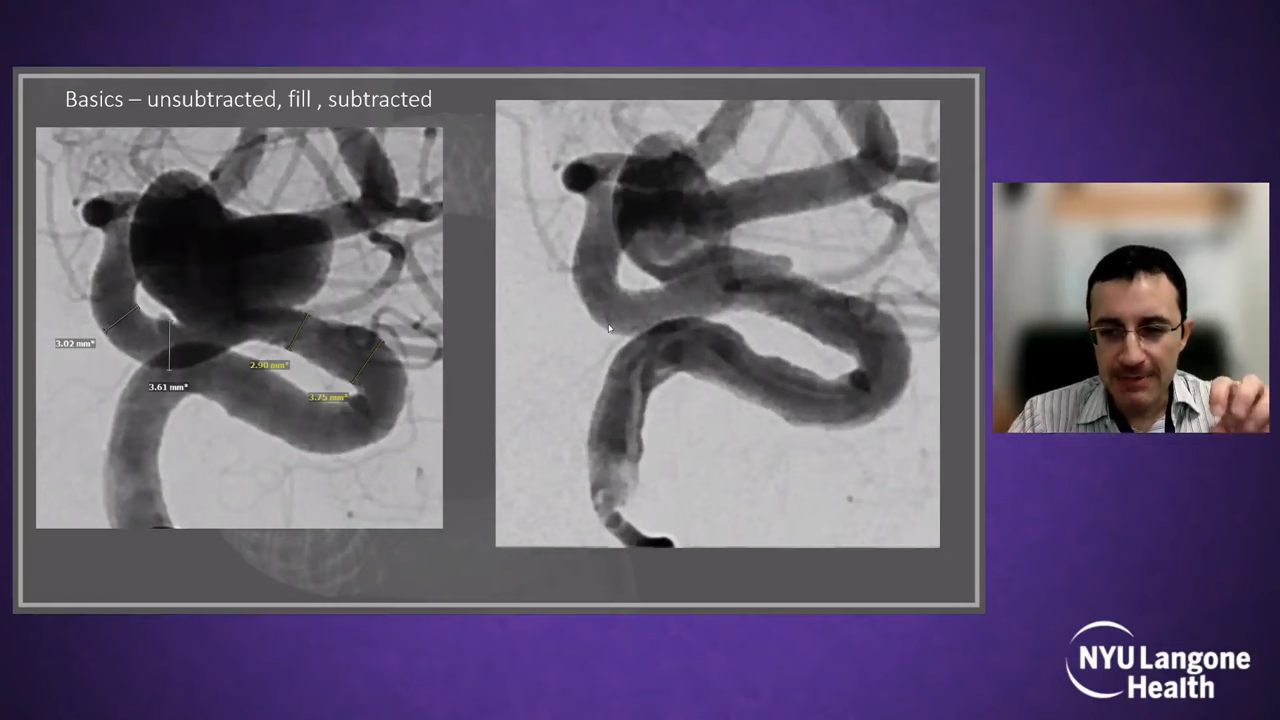 Basics – unsubtracted, fill , subtracted
3.02 mm*
3.61 mm*
2.90 mm*
3.75 mm*
NYU Langone
Health